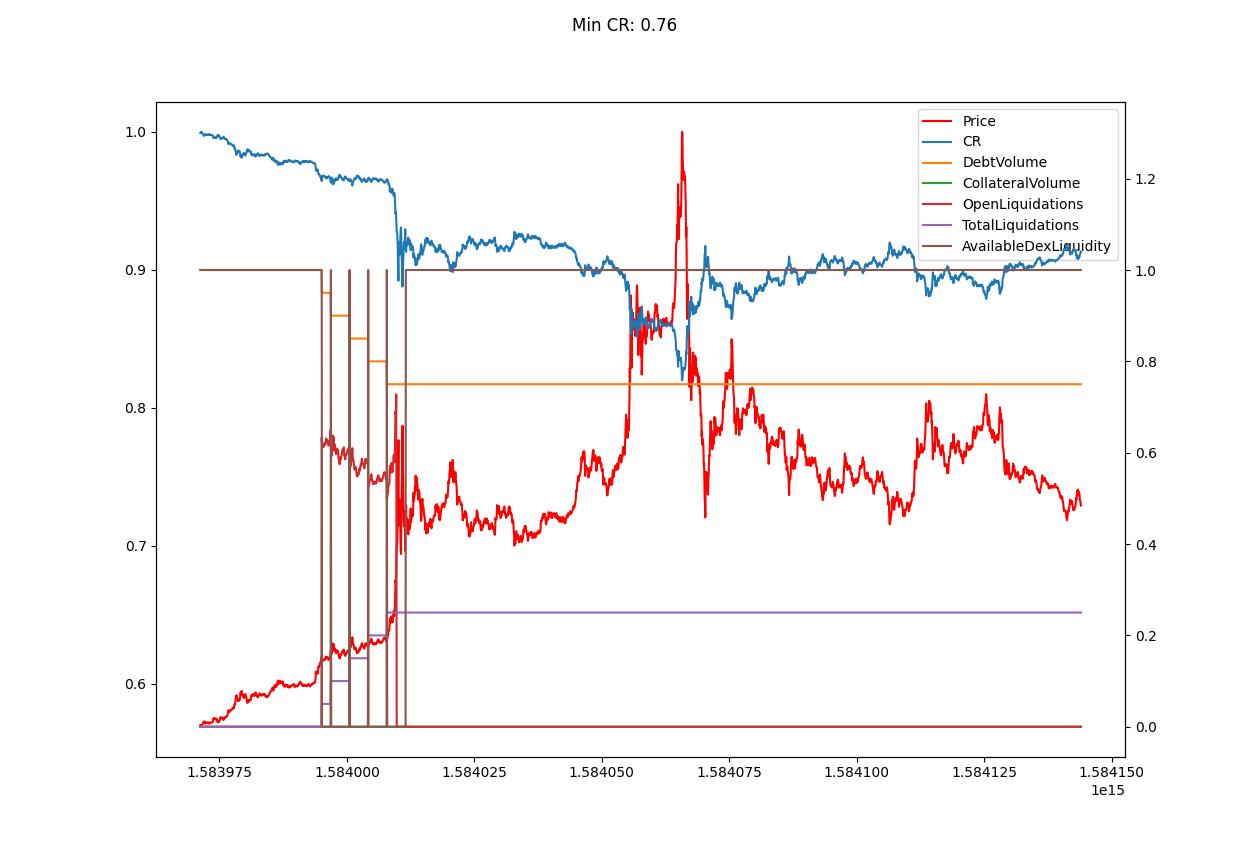 Min CR: 0.76
1.0
0.9
0.8
0.7
0.6
1.2
1.0
0.8
0.6
0.4
0.2
0.0
Price
CR
DebtVolume
CollateralVolume
OpenLiquidations
TotalLiquidations
AvailableDexLiquidity
1.583975 1.584000 1.584025 1.584050 1.584075 1.584100 1.584125 1.584150
1e15